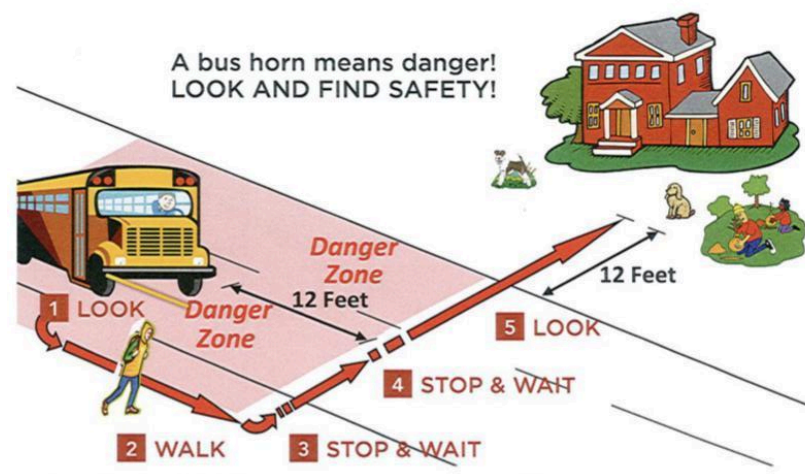 A bus horn means danger!
LOOK AND FIND SAFETY!
Danger
Zone
12 Feet
12 Feet
1 LOOK
Danger
Zone
5 LOOK
4 STOP & WAIT
2 WALK
3 STOP & WAIT